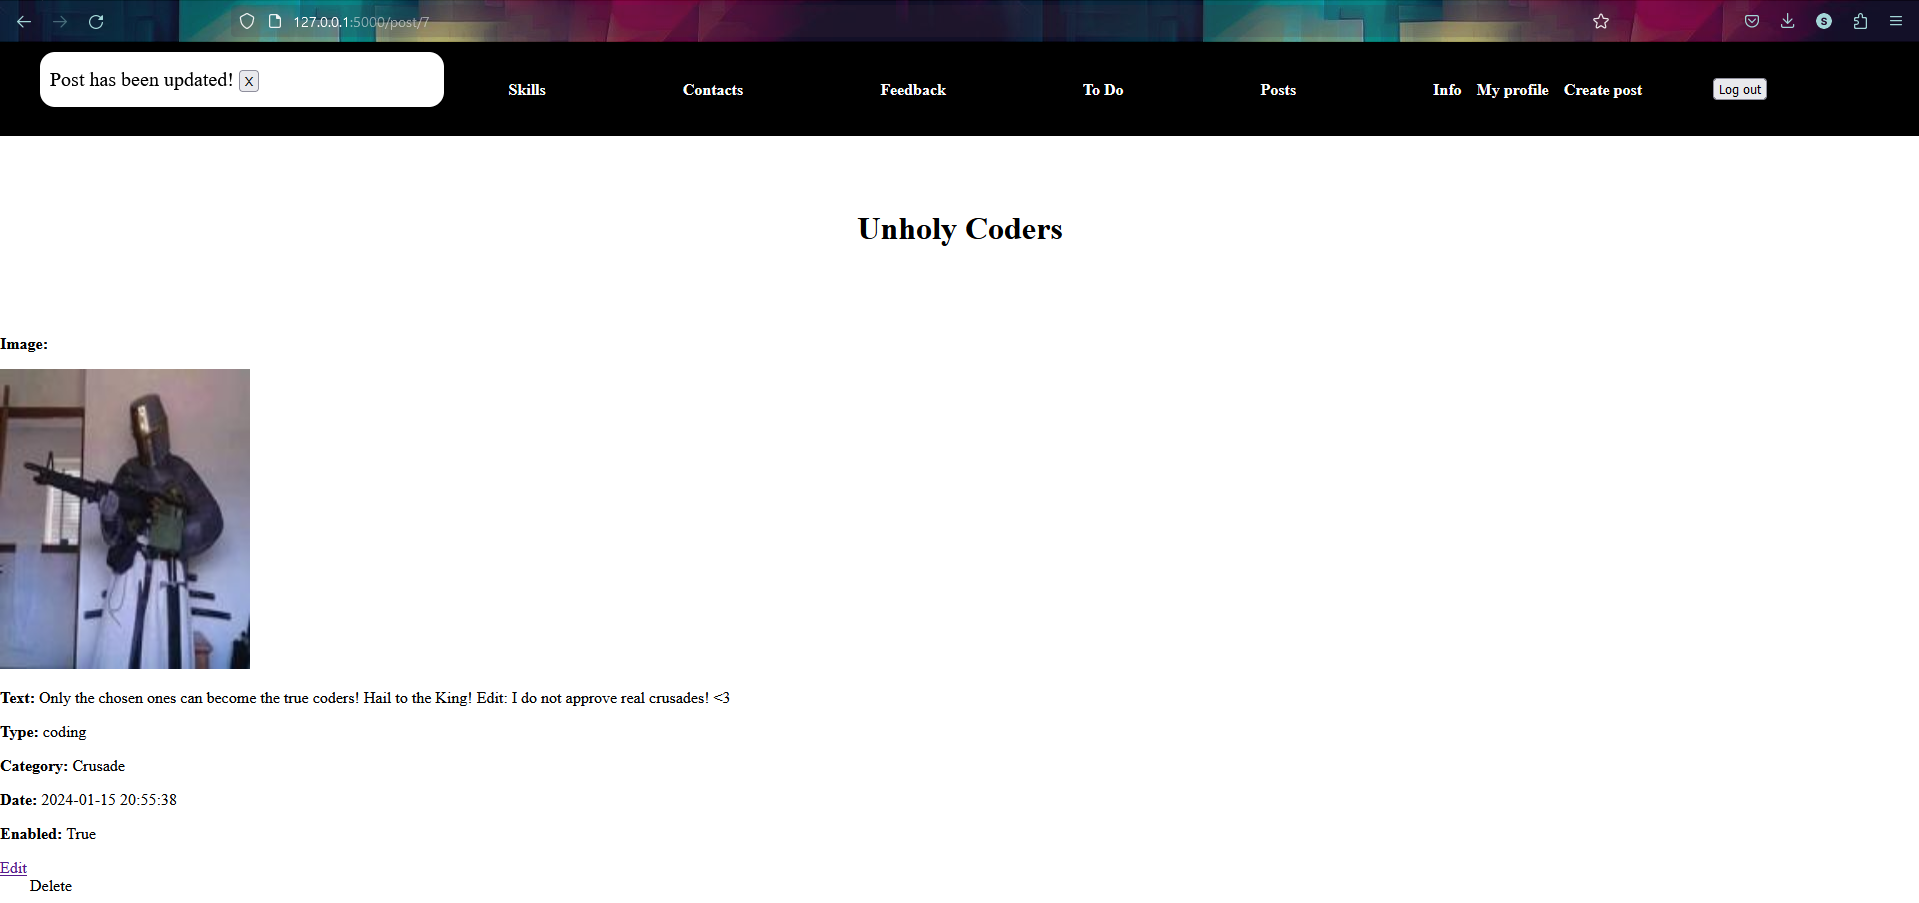 127.0.0.1:5000/post/7
S
Post has been updated! X
Skills Contacts Feedback To Do Posts Info My profile Create post Log out
Unholy Coders
Image:
Text: Only the chosen ones can become the true coders! Hail to the King! Edit: I do not approve real crusades! <3
Type: coding
Category: Crusade
Date: 2024-01-15 20:55:38
Enabled: True
Edit
Delete